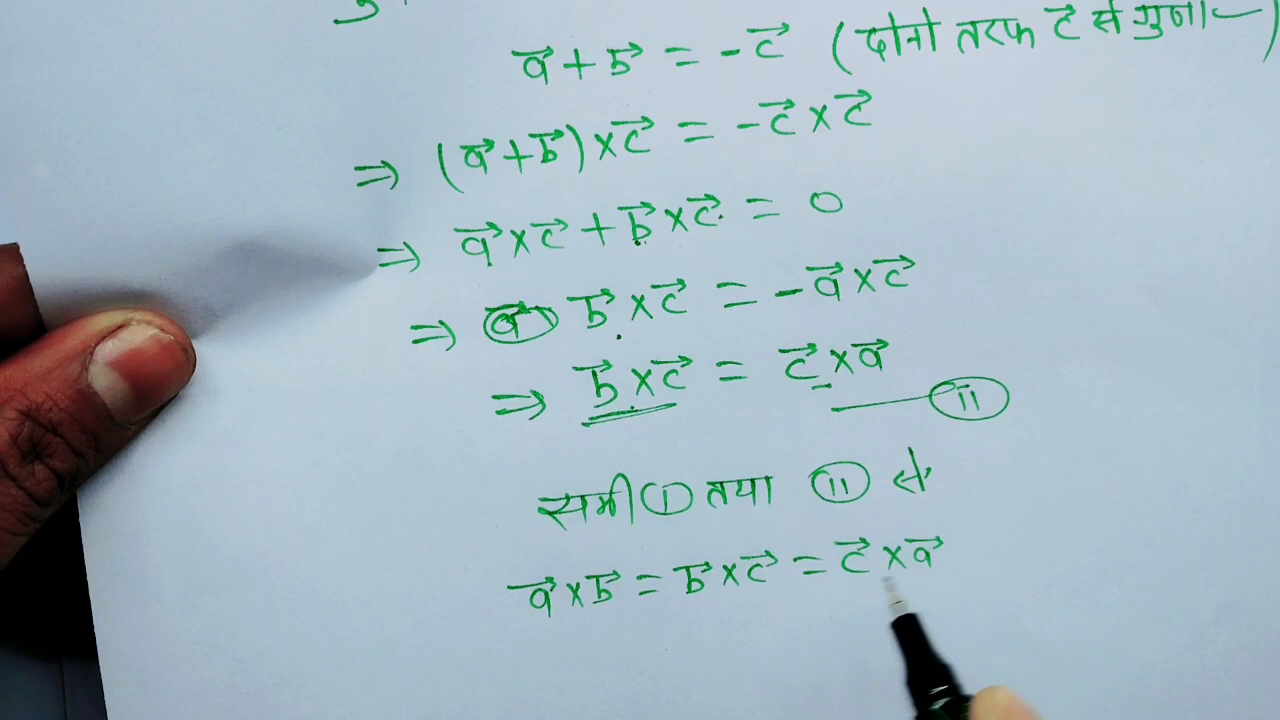 a⃗ + b⃗ = -c⃗ (दोनो तरफ c⃗ से गुणा
⇒ (a⃗ + b⃗) × c⃗ = -c⃗ × c⃗
⇒ a⃗ × c⃗ + b⃗ × c⃗ = 0
⇒ b⃗ × c⃗ = -a⃗ × c⃗
⇒ b⃗ × c⃗ = c⃗ × a⃗ — (ii)
समी (i) तथा (ii) से
a⃗ × b⃗ = b⃗ × c⃗ = c⃗ × a⃗